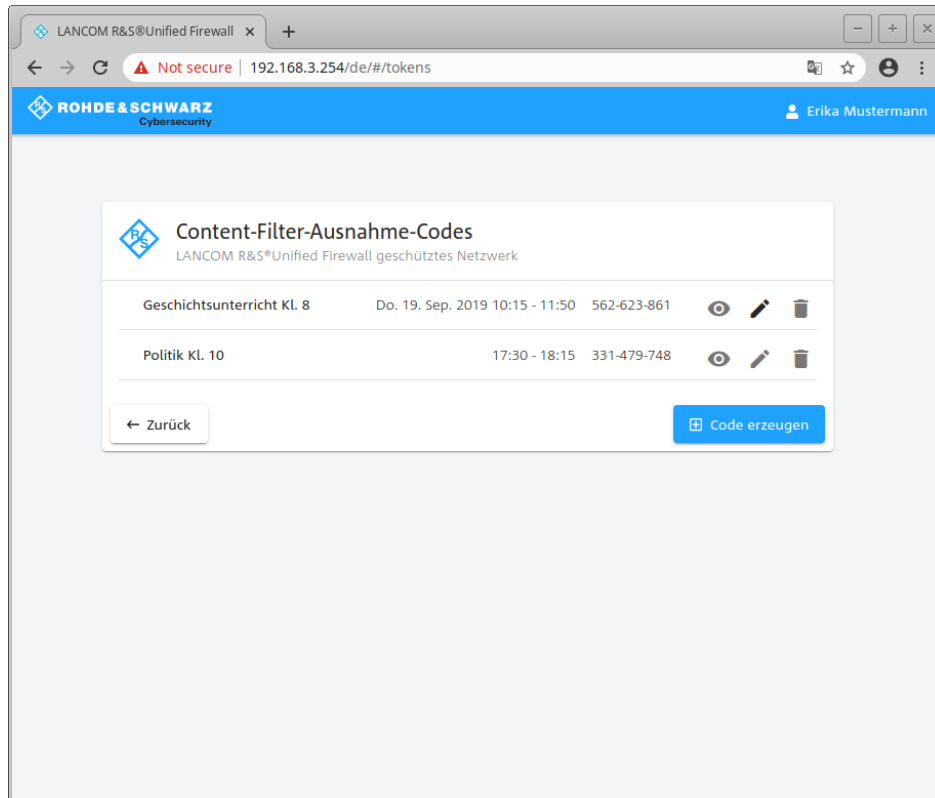 LANCOM R&S®Unified Firewall
Not secure | 192.168.3.254/de/#/tokens
ROHDE&SCHWARZ
Cybersecurity
Erika Mustermann
Content-Filter-Ausnahme-Codes
LANCOM R&S®Unified Firewall geschütztes Netzwerk
Geschichtsunterricht Kl. 8 Do. 19. Sep. 2019 10:15 - 11:50 562-623-861
Politik Kl. 10 17:30 - 18:15 331-479-748
← Zurück
Code erzeugen